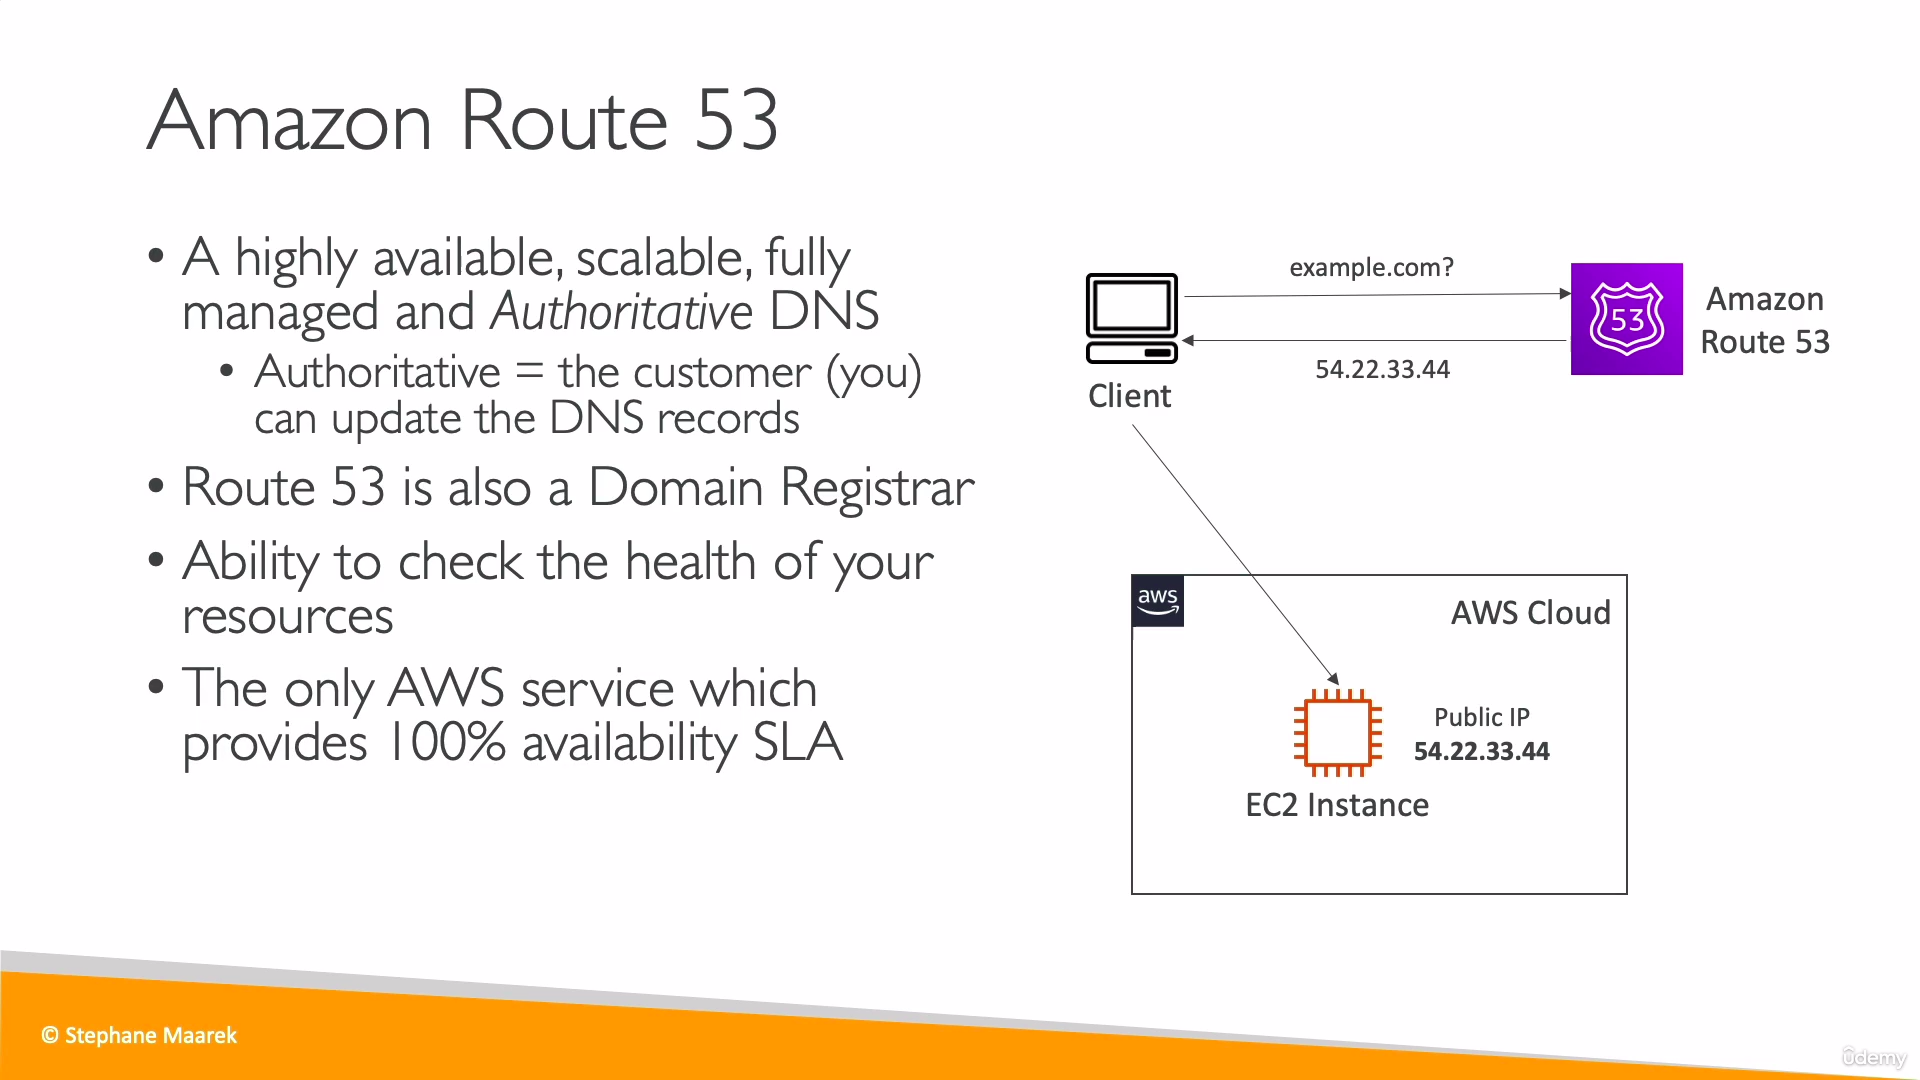 Amazon Route 53
• A highly available, scalable, fully
managed and Authoritative DNS
• Authoritative = the customer (you)
can update the DNS records
• Route 53 is also a Domain Registrar
• Ability to check the health of your
resources
• The only AWS service which
provides 100% availability SLA
example.com?
53
Amazon
Route 53
54.22.33.44
Client
aws
AWS Cloud
Public IP
54.22.33.44
EC2 Instance
© Stephane Maarek
ûdemy